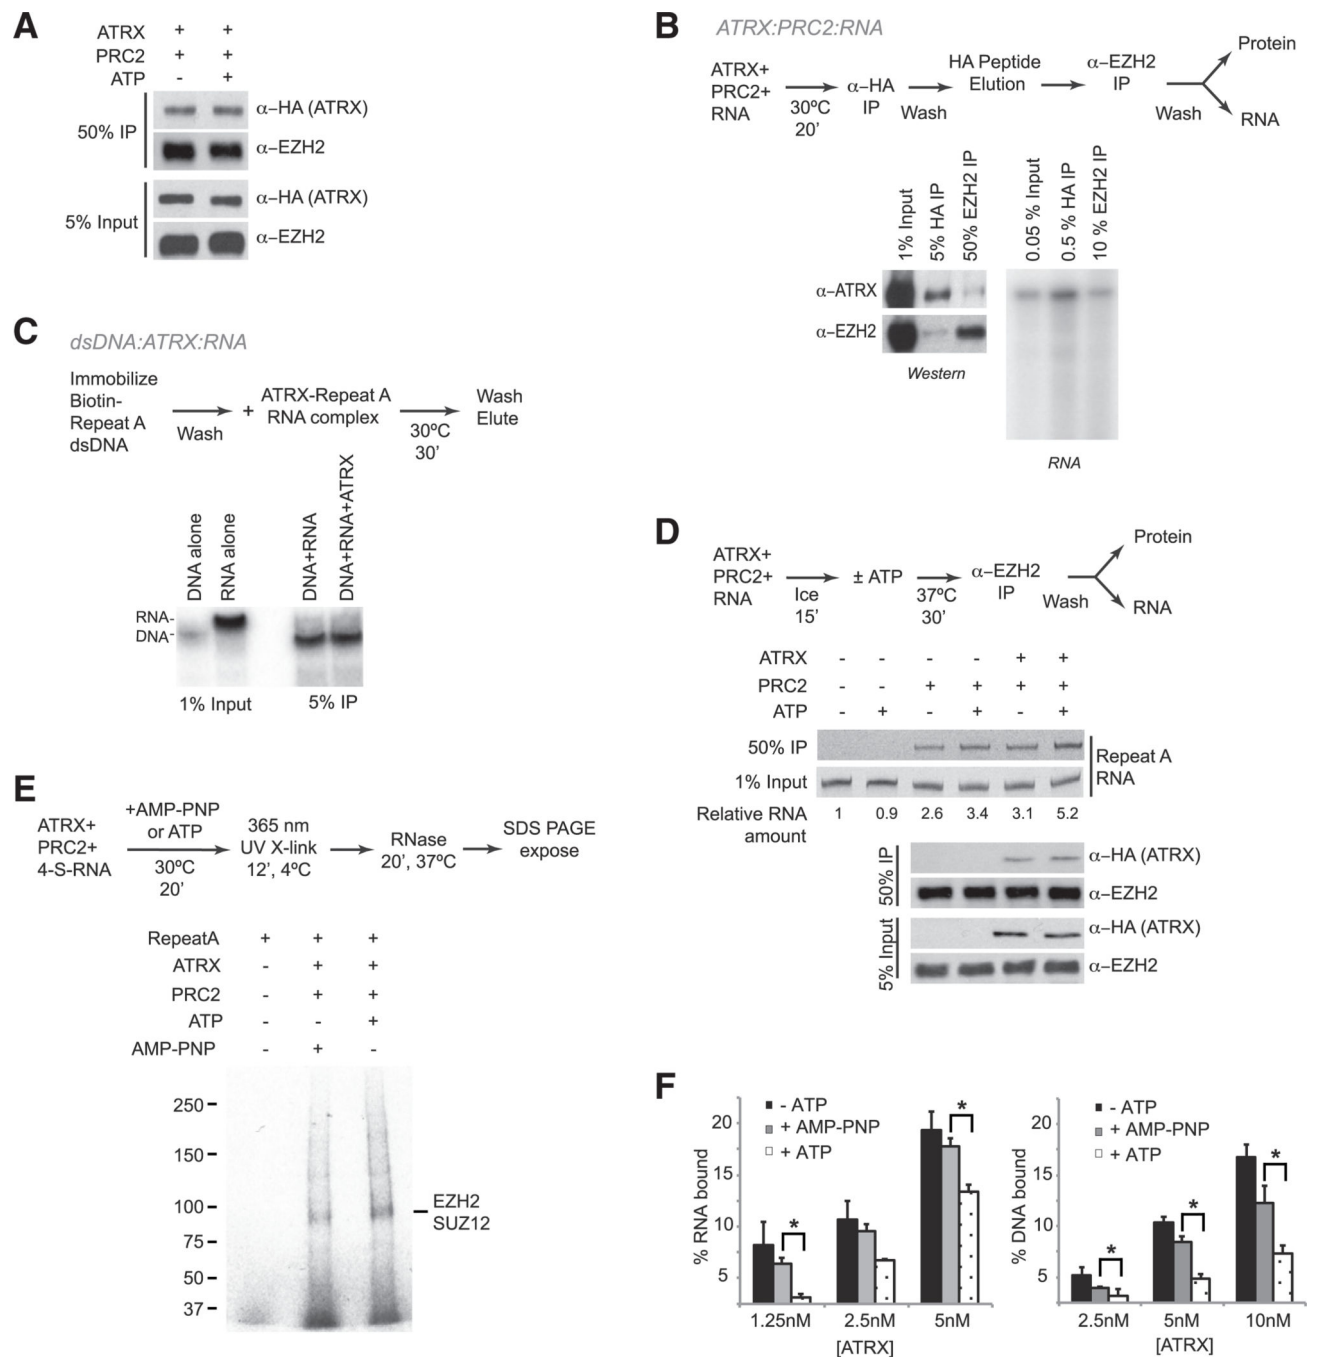 A
ATRX + +
PRC2 + +
ATP - +
50% IP
α–HA (ATRX)
α–EZH2
5% Input
α–HA (ATRX)
α–EZH2
B
ATRX:PRC2:RNA
ATRX+
PRC2+
RNA
30ºC
20’
α–HA
IP
Wash
HA Peptide
Elution
α–EZH2
IP
Wash
Protein
RNA
1% Input
5% HA IP
50% EZH2 IP
α–ATRX
α–EZH2
Western
0.05 % Input
0.5 % HA IP
10 % EZH2 IP
RNA
C
dsDNA:ATRX:RNA
Immobilize
Biotin-
Repeat A
dsDNA
Wash
+
ATRX-Repeat A
RNA complex
30ºC
30’
Wash
Elute
DNA alone
RNA alone
DNA+RNA
DNA+RNA+ATRX
RNA-
DNA-
1% Input
5% IP
D
ATRX+
PRC2+
RNA
Ice
15’
± ATP
37ºC
30’
α–EZH2
IP
Wash
Protein
RNA
ATRX - - - - + +
PRC2 - - + + + +
ATP - + - + - +
50% IP
1% Input
Repeat A
RNA
Relative RNA
amount
1 0.9 2.6 3.4 3.1 5.2
50% IP
α–HA (ATRX)
α–EZH2
5% Input
α–HA (ATRX)
α–EZH2
E
ATRX+
PRC2+
4-S-RNA
+AMP-PNP
or ATP
30ºC
20’
365 nm
UV X-link
12’, 4ºC
RNase
20’, 37ºC
SDS PAGE
expose
RepeatA + + +
ATRX - + +
PRC2 - + +
ATP - - +
AMP-PNP - + -
250
150
100
75
50
37
EZH2
SUZ12
F
% RNA bound
20
15
10
5
- ATP
+ AMP-PNP
+ ATP
*
*
1.25nM 2.5nM 5nM
[ATRX]
% DNA bound
20
15
10
5
- ATP
+ AMP-PNP
+ ATP
*
*
*
2.5nM 5nM 10nM
[ATRX]